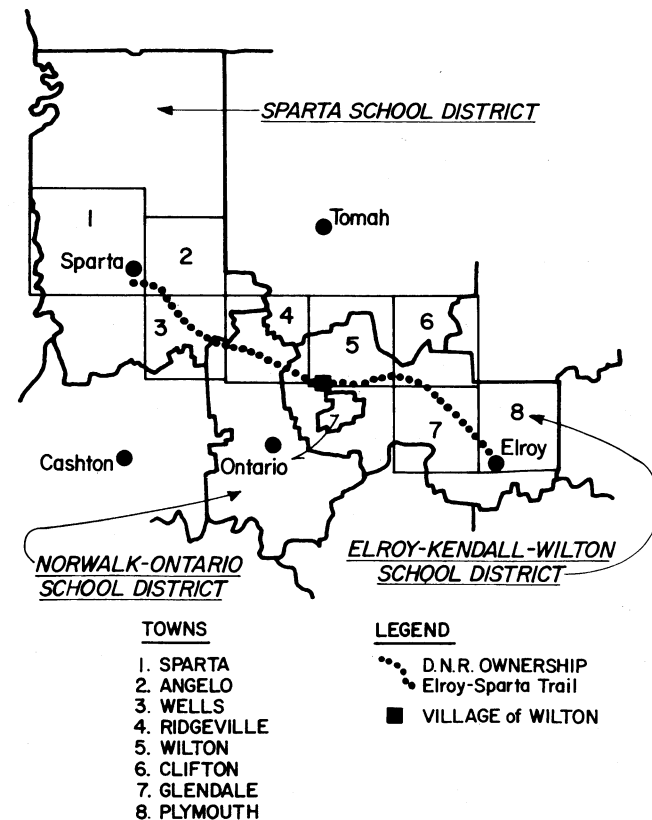 SPARTA SCHOOL DISTRICT
1
Tomah
2
Sparta
3
4
5
6
7
8
Elroy
Cashton
Ontario
NORWALK-ONTARIO
SCHOOL DISTRICT
ELROY-KENDALL-WILTON
SCHOOL DISTRICT
TOWNS
1. SPARTA
2. ANGELO
3. WELLS
4. RIDGEVILLE
5. WILTON
6. CLIFTON
7. GLENDALE
8. PLYMOUTH
LEGEND
D.N.R. OWNERSHIP
Elroy-Sparta Trail
VILLAGE of WILTON